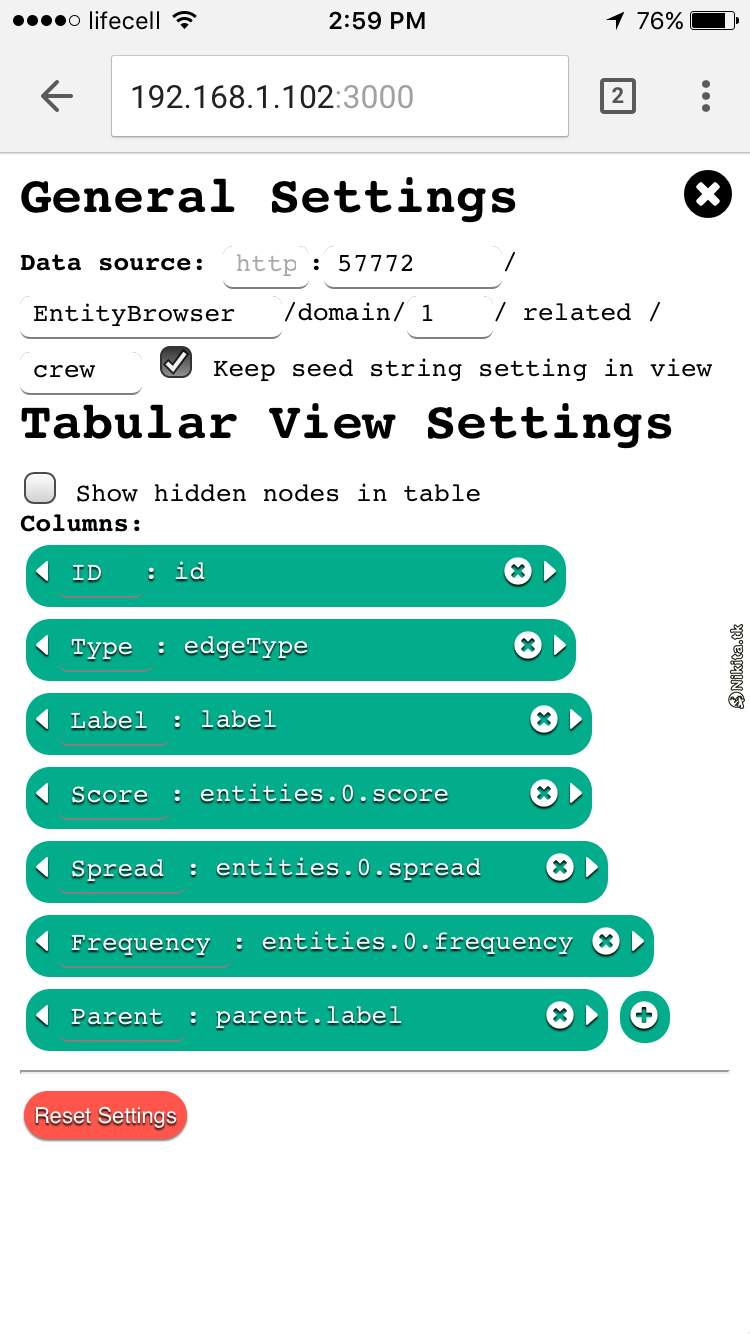 lifecell 2:59 PM 76%
192.168.1.102:3000 2
General Settings
Data source: http : 57772 /
EntityBrowser /domain/ 1 / related /
crew Keep seed string setting in view
Tabular View Settings
Show hidden nodes in table
Columns:
ID : id
Type : edgeType
Label : label
Score : entities.0.score
Spread : entities.0.spread
Frequency : entities.0.frequency
Parent : parent.label
Reset Settings
Nikita.tk